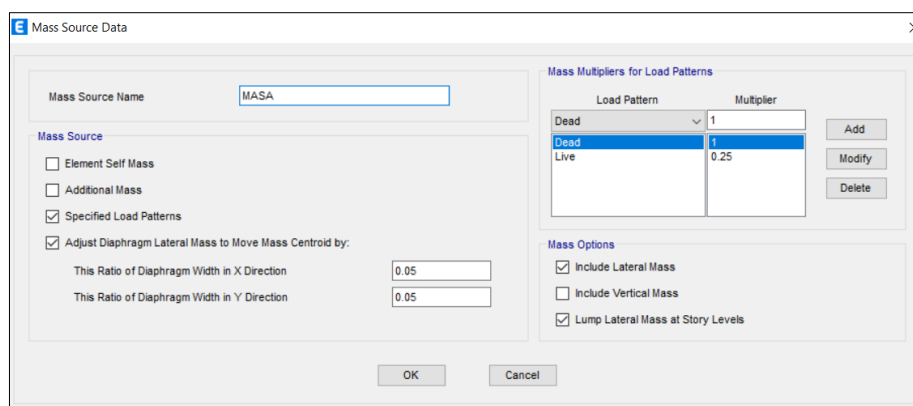 E Mass Source Data
Mass Source Name MASA
Mass Source
Element Self Mass
Additional Mass
Specified Load Patterns
Adjust Diaphragm Lateral Mass to Move Mass Centroid by:
This Ratio of Diaphragm Width in X Direction 0.05
This Ratio of Diaphragm Width in Y Direction 0.05
Mass Multipliers for Load Patterns
Load Pattern Multiplier
Dead 1
Dead 1
Live 0.25
Add
Modify
Delete
Mass Options
Include Lateral Mass
Include Vertical Mass
Lump Lateral Mass at Story Levels
OK Cancel